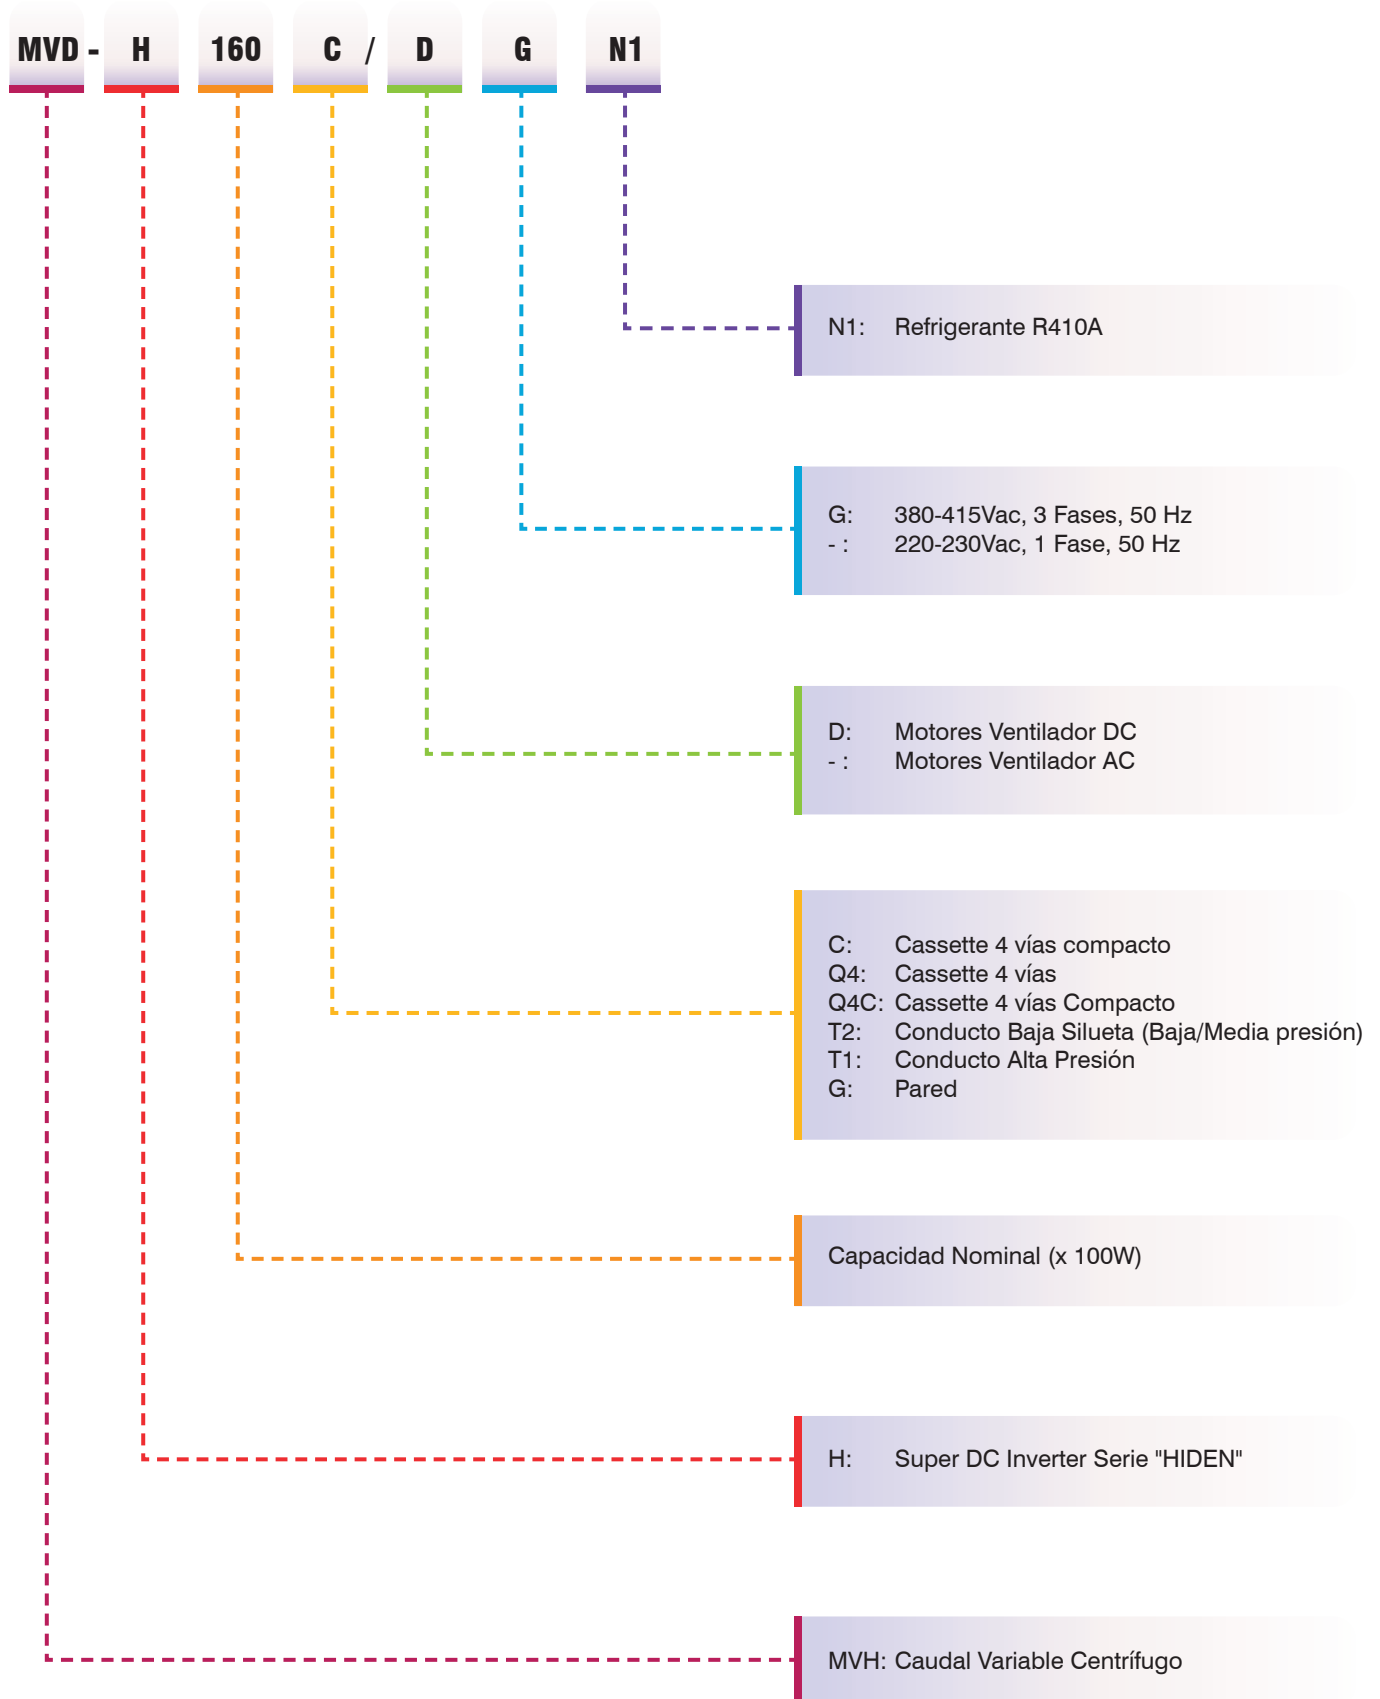 MVD - H 160 C / D G N1
N1: Refrigerante R410A
G: 380-415Vac, 3 Fases, 50 Hz
- : 220-230Vac, 1 Fase, 50 Hz
D: Motores Ventilador DC
- : Motores Ventilador AC
C: Cassette 4 vías compacto
Q4: Cassette 4 vías
Q4C: Cassette 4 vías Compacto
T2: Conducto Baja Silueta (Baja/Media presión)
T1: Conducto Alta Presión
G: Pared
Capacidad Nominal (x 100W)
H: Super DC Inverter Serie "HIDEN"
MVH: Caudal Variable Centrífugo